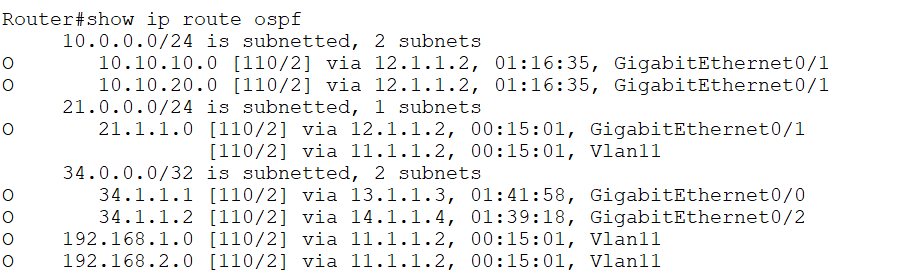 Router#show ip route ospf
     10.0.0.0/24 is subnetted, 2 subnets
O       10.10.10.0 [110/2] via 12.1.1.2, 01:16:35, GigabitEthernet0/1
O       10.10.20.0 [110/2] via 12.1.1.2, 01:16:35, GigabitEthernet0/1
     21.0.0.0/24 is subnetted, 1 subnets
O       21.1.1.0 [110/2] via 12.1.1.2, 00:15:01, GigabitEthernet0/1
                 [110/2] via 11.1.1.2, 00:15:01, Vlan11
     34.0.0.0/32 is subnetted, 2 subnets
O       34.1.1.1 [110/2] via 13.1.1.3, 01:41:58, GigabitEthernet0/0
O       34.1.1.2 [110/2] via 14.1.1.4, 01:39:18, GigabitEthernet0/2
O    192.168.1.0 [110/2] via 11.1.1.2, 00:15:01, Vlan11
O    192.168.2.0 [110/2] via 11.1.1.2, 00:15:01, Vlan11